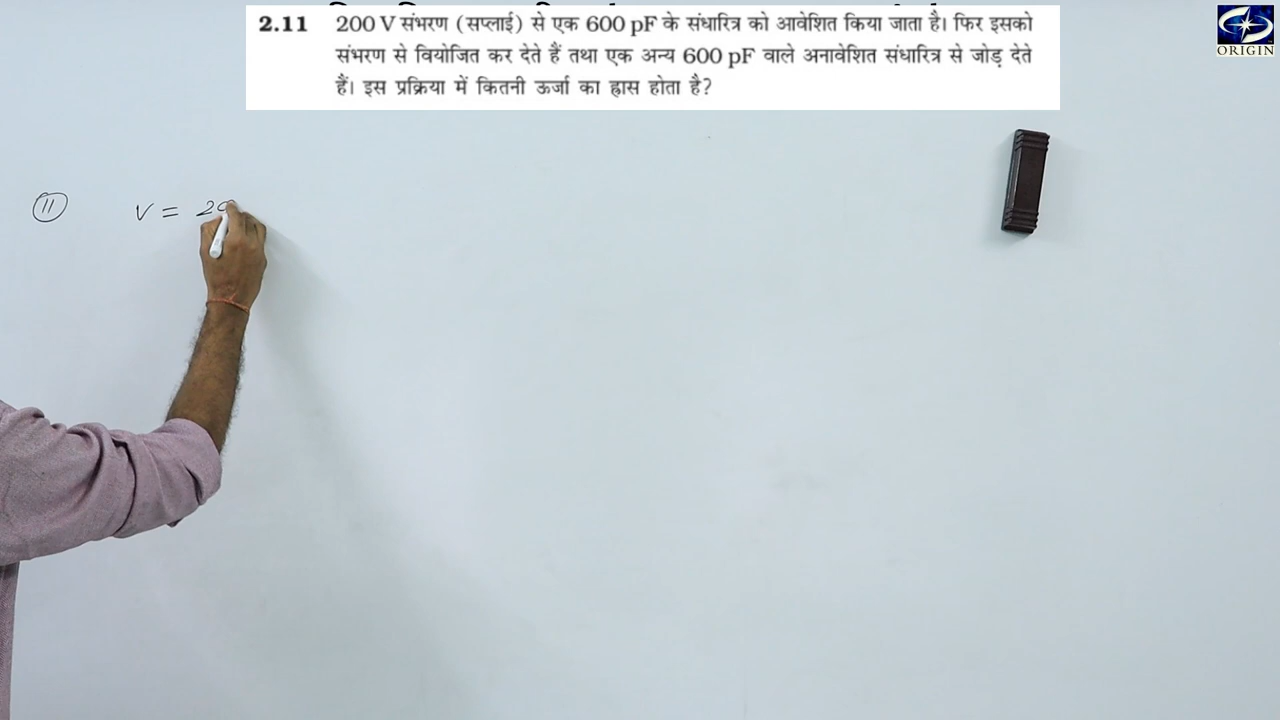 2.11 200 V संभरण (सप्लाई) से एक 600 pF के संधारित्र को आवेशित किया जाता है। फिर इसको
संभरण से वियोजित कर देते हैं तथा एक अन्य 600 pF वाले अनावेशित संधारित्र से जोड़ देते
हैं। इस प्रक्रिया में कितनी ऊर्जा का ह्रास होता है?
ORIGIN
11 V = 20